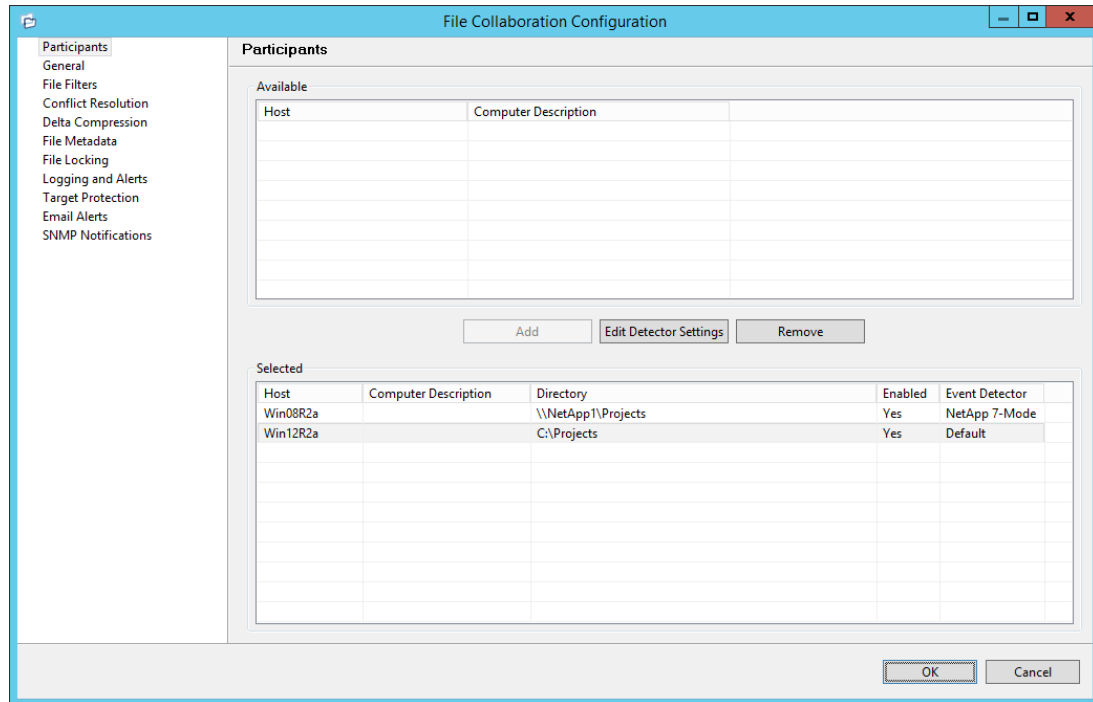 File Collaboration Configuration
Participants
General
File Filters
Conflict Resolution
Delta Compression
File Metadata
File Locking
Logging and Alerts
Target Protection
Email Alerts
SNMP Notifications
Participants
Available
Host Computer Description
Add Edit Detector Settings Remove
Selected
Host Computer Description Directory Enabled Event Detector
Win08R2a \\NetApp1\Projects Yes NetApp 7-Mode
Win12R2a C:\Projects Yes Default
OK Cancel